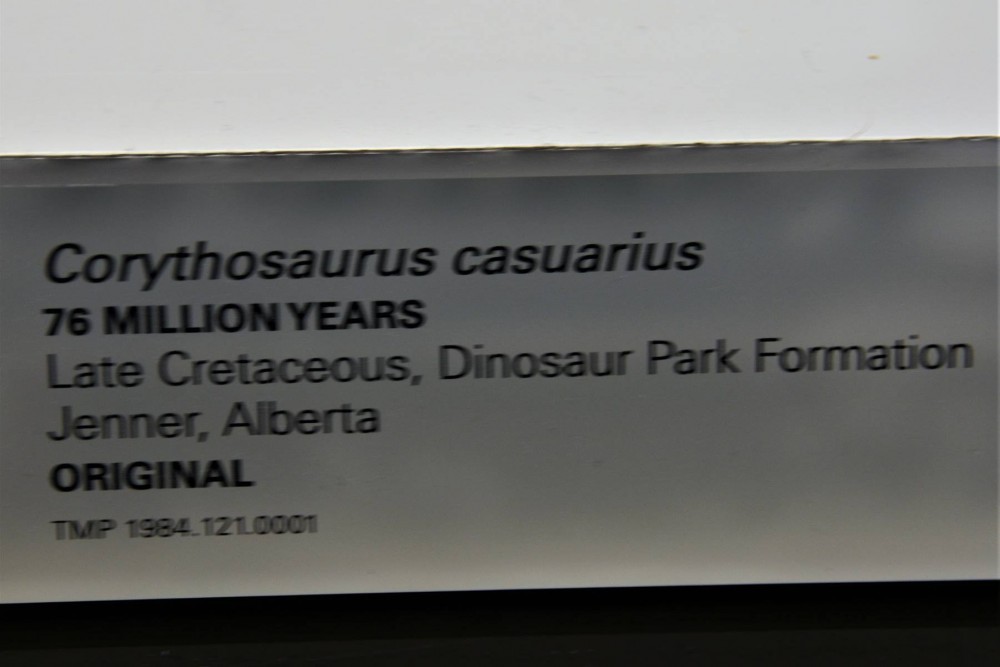 Corythosaurus casuarius
76 MILLION YEARS
Late Cretaceous, Dinosaur Park Formation
Jenner, Alberta
ORIGINAL
TMP 1984.121.0001